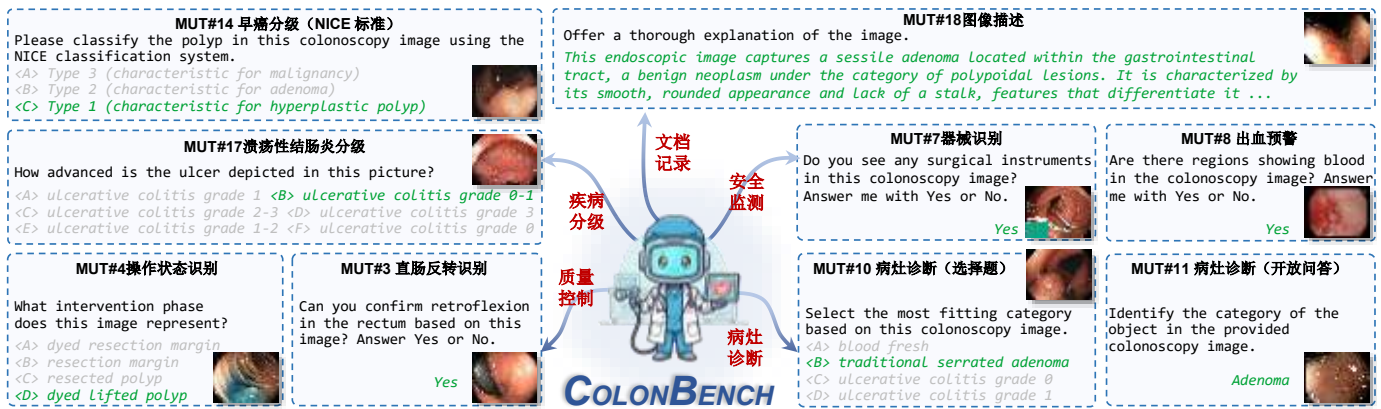 MUT#14 早癌分级（NICE 标准）
Please classify the polyp in this colonoscopy image using the
NICE classification system.
<A> Type 3 (characteristic for malignancy)
<B> Type 2 (characteristic for adenoma)
<C> Type 1 (characteristic for hyperplastic polyp)
MUT#18图像描述
Offer a thorough explanation of the image.
This endoscopic image captures a sessile adenoma located within the gastrointestinal
tract, a benign neoplasm under the category of polypoidal lesions. It is characterized by
its smooth, rounded appearance and lack of a stalk, features that differentiate it ...
MUT#17溃疡性结肠炎分级
How advanced is the ulcer depicted in this picture?
<A> ulcerative colitis grade 1 <B> ulcerative colitis grade 0-1
<C> ulcerative colitis grade 2-3 <D> ulcerative colitis grade 3
<E> ulcerative colitis grade 1-2 <F> ulcerative colitis grade 0
文档
记录
疾病
分级
安全
监测
质量
控制
病灶
诊断
MUT#7器械识别
Do you see any surgical instruments
in this colonoscopy image?
Answer me with Yes or No.
Yes
MUT#8 出血预警
Are there regions showing blood
in the colonoscopy image? Answer
me with Yes or No.
Yes
MUT#4操作状态识别
What intervention phase
does this image represent?
<A> dyed resection margin
<B> resection margin
<C> resected polyp
<D> dyed lifted polyp
MUT#3 直肠反转识别
Can you confirm retroflexion
in the rectum based on this
image? Answer Yes or No.
Yes
COLONBENCH
MUT#10 病灶诊断（选择题）
Select the most fitting category
based on this colonoscopy image.
<A> blood fresh
<B> traditional serrated adenoma
<C> ulcerative colitis grade 0
<D> ulcerative colitis grade 1
MUT#11 病灶诊断（开放问答）
Identify the category of the
object in the provided
colonoscopy image.
Adenoma